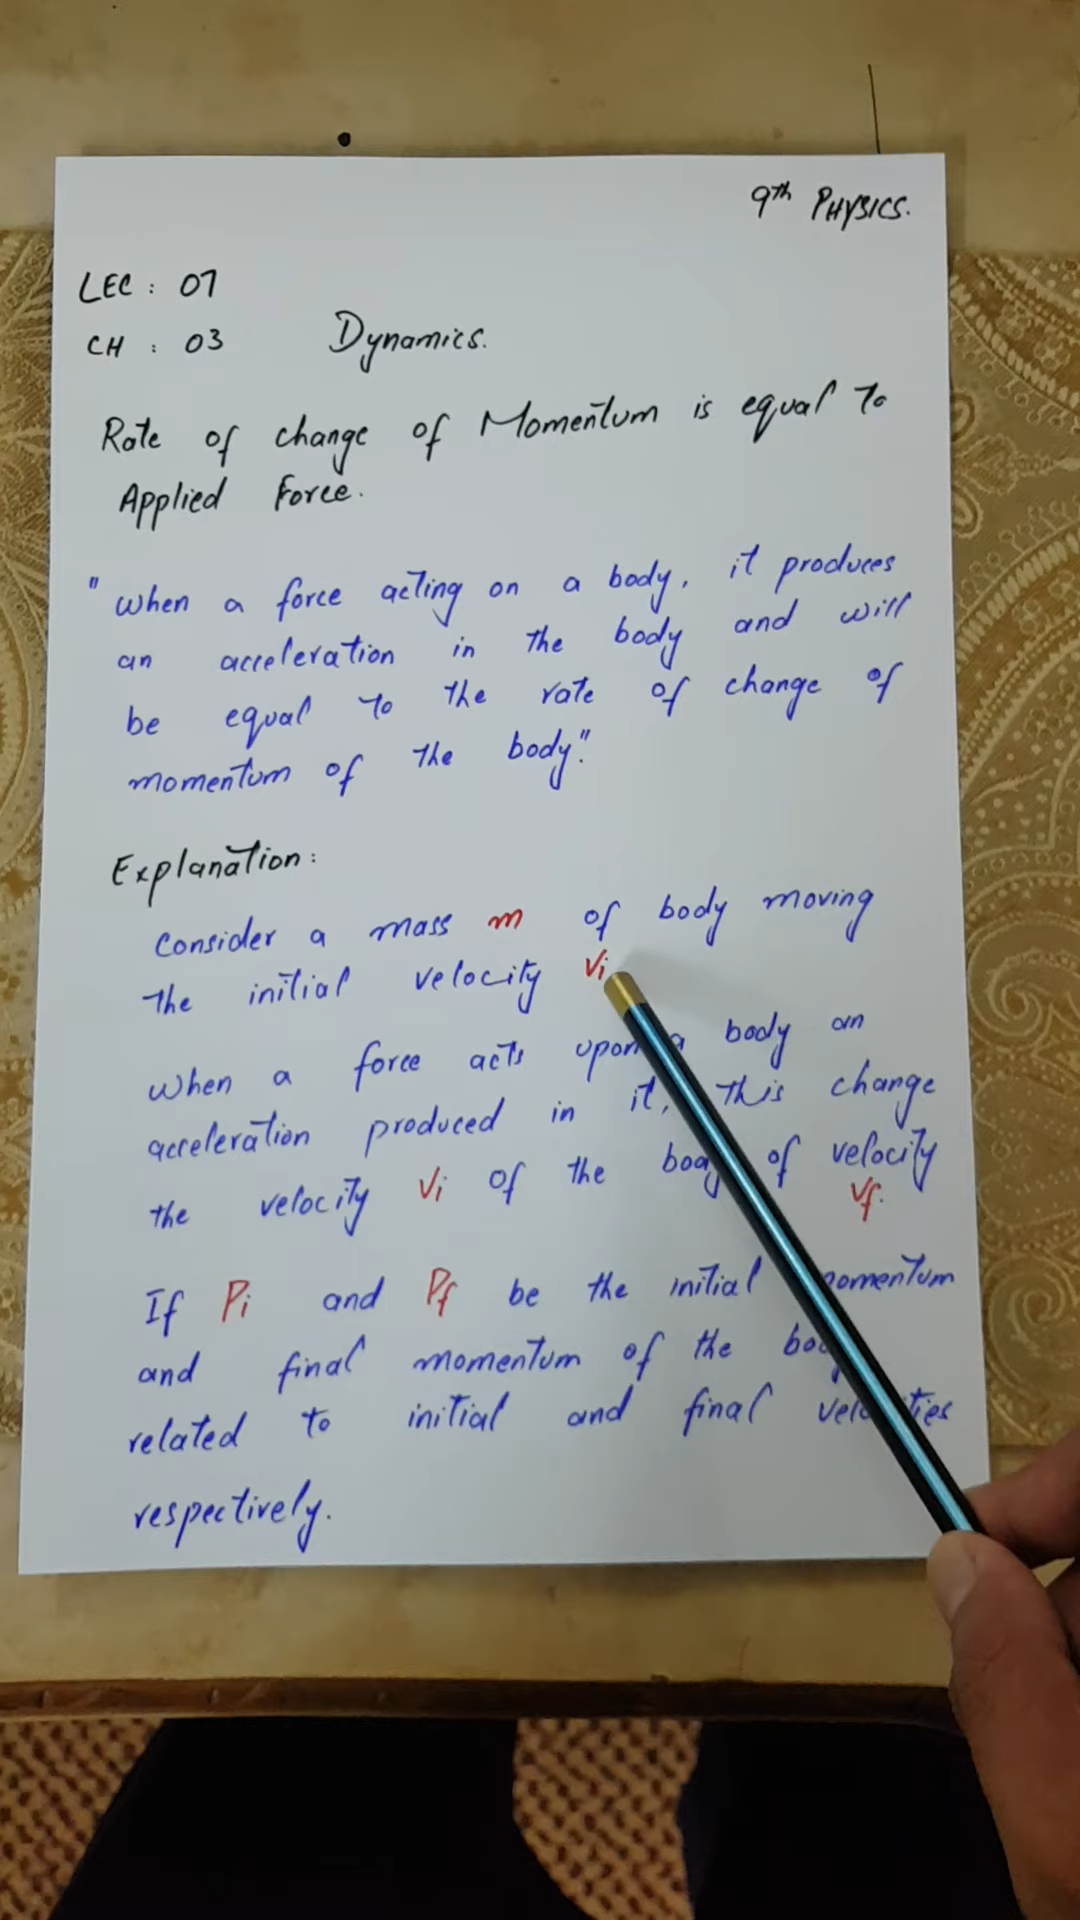 9th PHYSICS.
LEC : 07
CH : 03 Dynamics.
Rate of change of Momentum is equal to
Applied Force.
"When a force acting on a body, it produces
an acceleration in the body and will
be equal to the rate of change of
momentum of the body."
Explanation:
Consider a mass m of body moving
the initial velocity Vi
When a force acts upon a body an
acceleration produced in it, This change
the velocity Vi of the body of velocity
Vf.
If Pi and Pf be the initial momentum
and final momentum of the body
related to initial and final velocities
respectively.